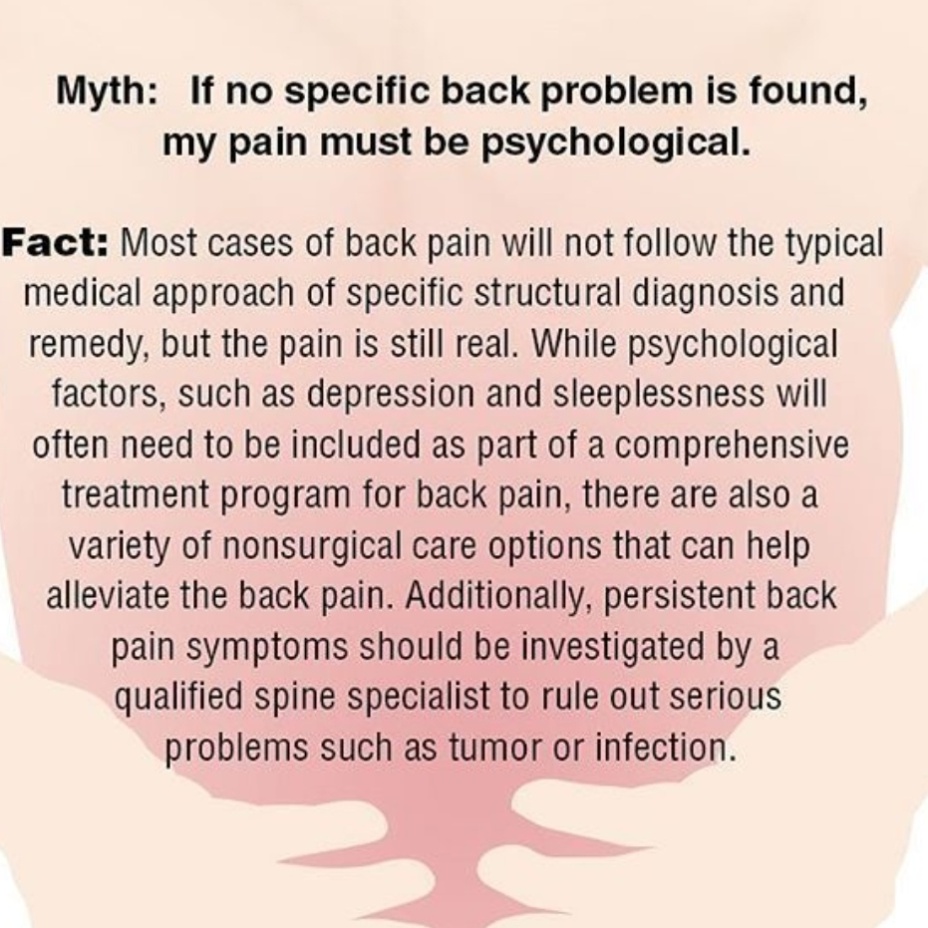 Myth: If no specific back problem is found,
my pain must be psychological.
Fact: Most cases of back pain will not follow the typical
medical approach of specific structural diagnosis and
remedy, but the pain is still real. While psychological
factors, such as depression and sleeplessness will
often need to be included as part of a comprehensive
treatment program for back pain, there are also a
variety of nonsurgical care options that can help
alleviate the back pain. Additionally, persistent back
pain symptoms should be investigated by a
qualified spine specialist to rule out serious
problems such as tumor or infection.